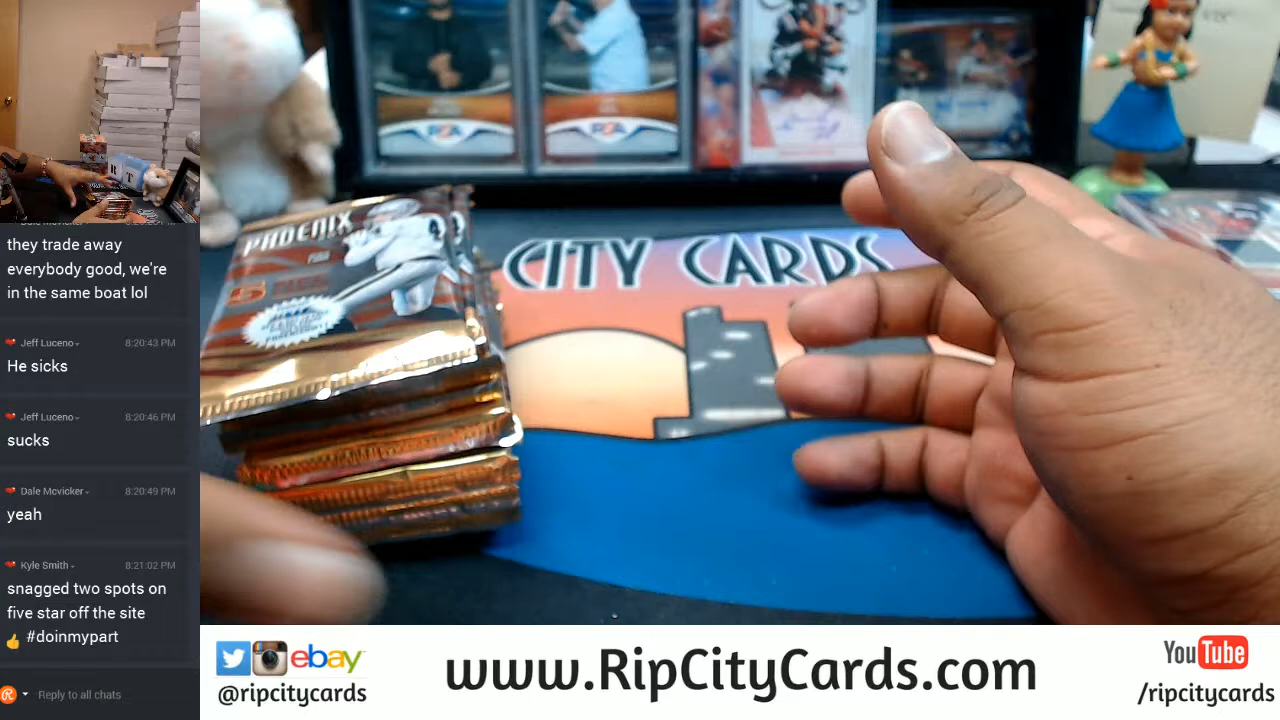 they trade away
everybody good, we're
in the same boat lol
Jeff Luceno 8:20:43 PM
He sicks
Jeff Luceno 8:20:46 PM
sucks
Dale Mcvicker 8:20:49 PM
yeah
Kyle Smith 8:21:02 PM
snagged two spots on
five star off the site
👍 #doinmypart
Reply to all chats
PHOENIX
CITY CARDS
ebay
@ripcitycards
www.RipCityCards.com
YouTube
/ripcitycards